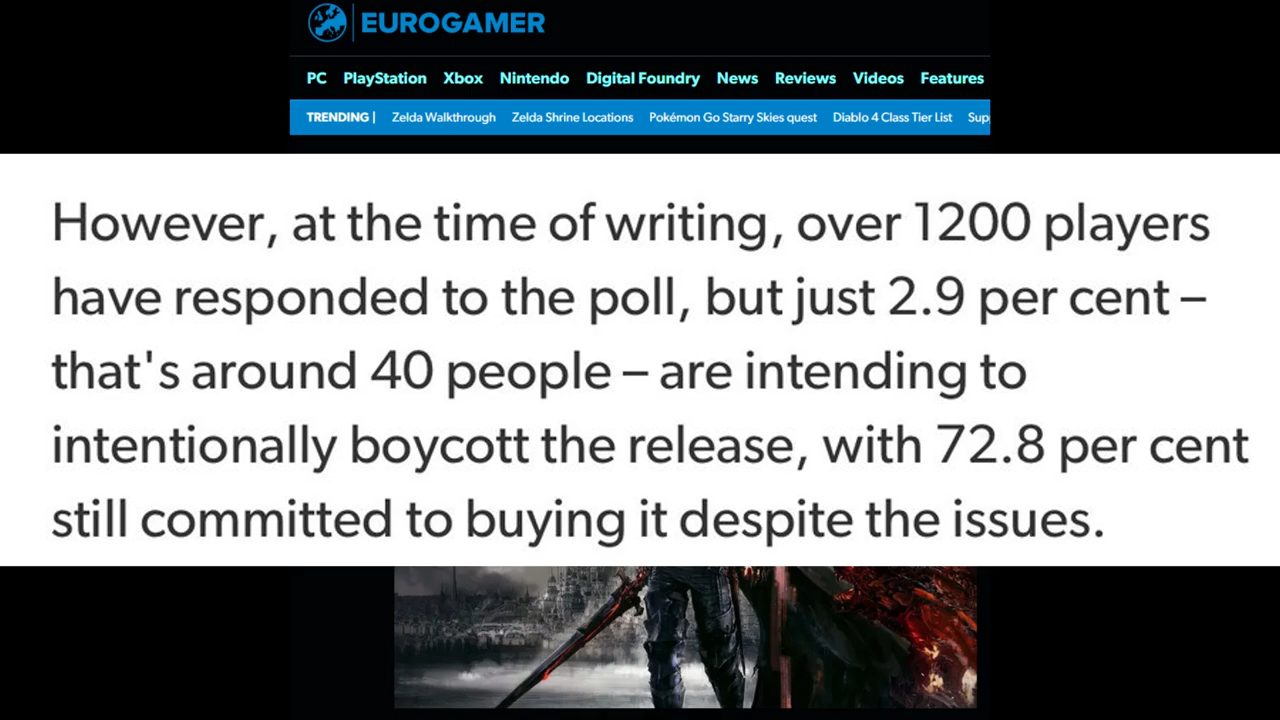 EUROGAMER
PC PlayStation Xbox Nintendo Digital Foundry News Reviews Videos Features
TRENDING | Zelda Walkthrough Zelda Shrine Locations Pokémon Go Starry Skies quest Diablo 4 Class Tier List Sup
However, at the time of writing, over 1200 players
have responded to the poll, but just 2.9 per cent –
that's around 40 people – are intending to
intentionally boycott the release, with 72.8 per cent
still committed to buying it despite the issues.